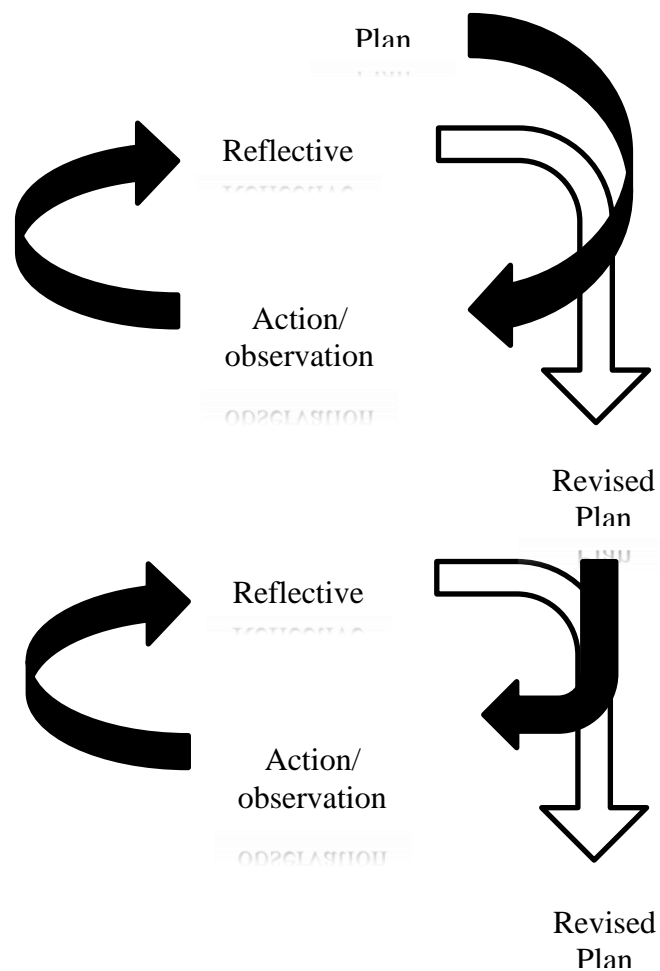 Plan
Reflective
Action/
observation
Revised
Plan
Reflective
Action/
observation
Revised
Plan